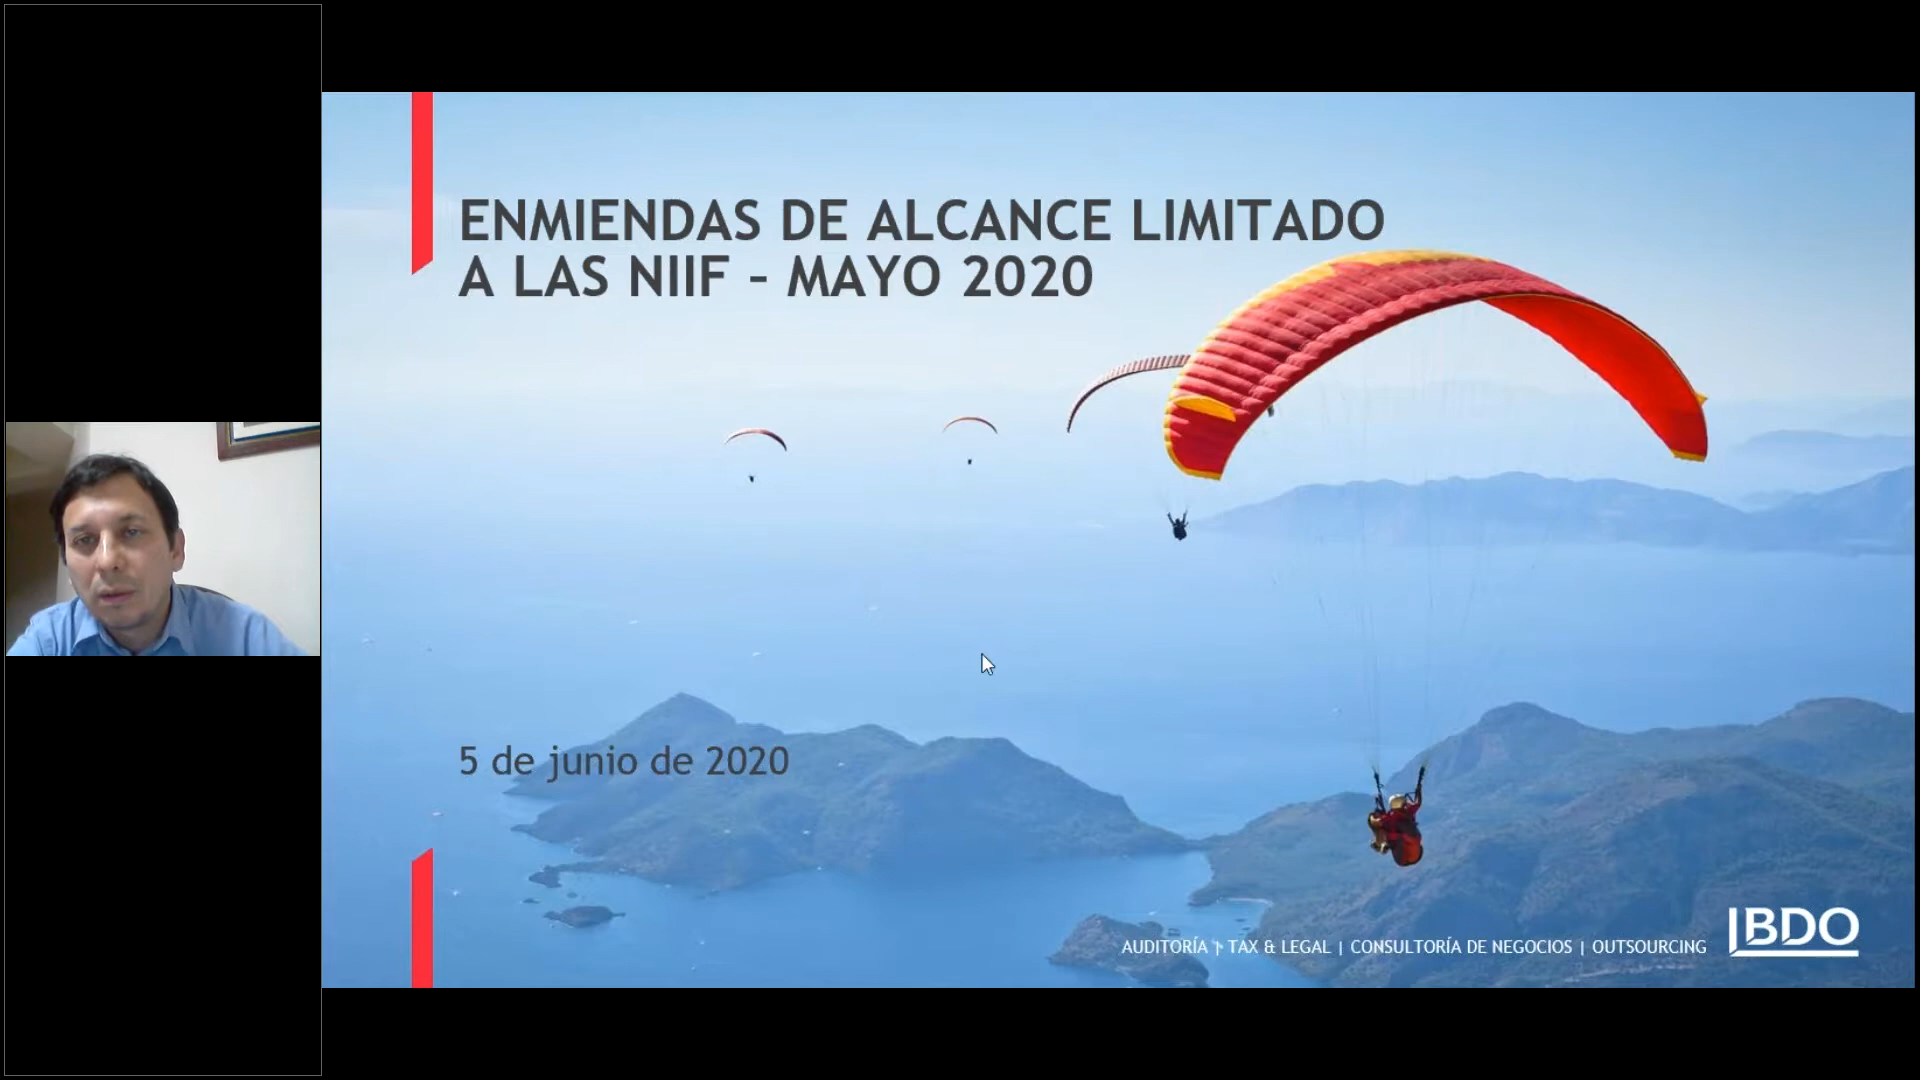 ENMIENDAS DE ALCANCE LIMITADO
A LAS NIIF - MAYO 2020
5 de junio de 2020
AUDITORÍA | TAX & LEGAL | CONSULTORÍA DE NEGOCIOS | OUTSOURCING
BDO